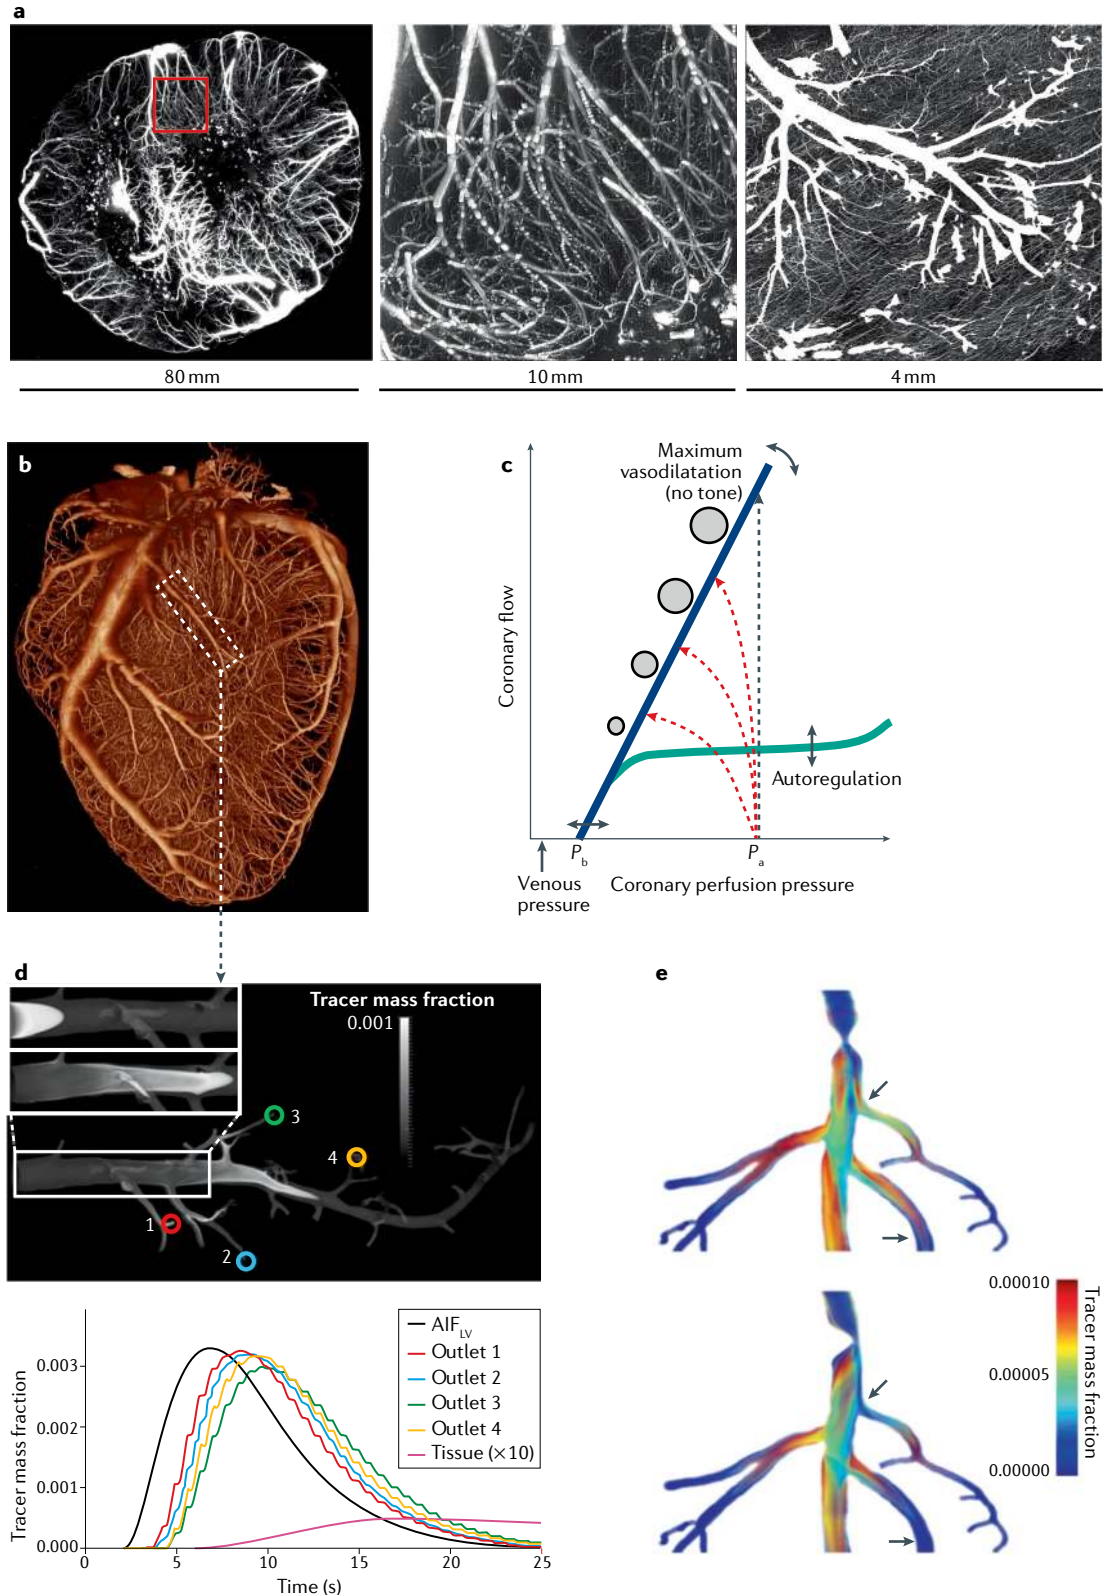 a
80 mm
10 mm
4 mm
b
c
Maximum
vasodilatation
(no tone)
Coronary flow
Autoregulation
P_b
P_a
Venous
pressure
Coronary perfusion pressure
d
Tracer mass fraction
0.001
3
4
1
2
0.003
0.002
0.001
0.000
Tracer mass fraction
0
5
10
15
20
25
Time (s)
AIF_LV
Outlet 1
Outlet 2
Outlet 3
Outlet 4
Tissue (×10)
e
0.00010
0.00005
0.00000
Tracer mass fraction